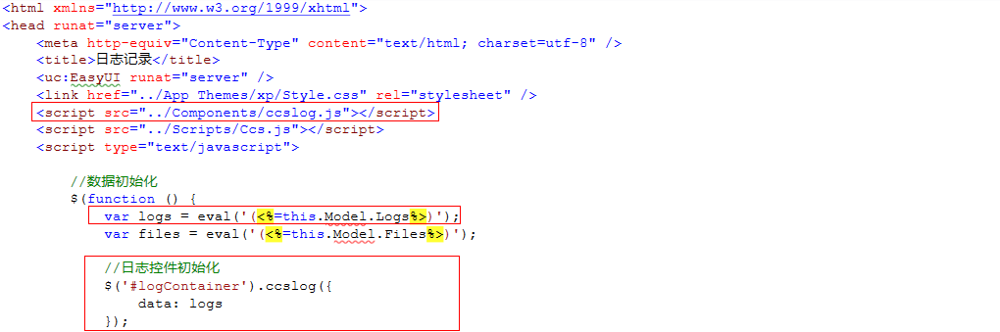 <html xmlns="http://www.w3.org/1999/xhtml">
<head runat="server">
    <meta http-equiv="Content-Type" content="text/html; charset=utf-8" />
    <title>日志记录</title>
    <uc:EasyUI runat="server" />
    <link href="../App_Themes/xp/Style.css" rel="stylesheet" />
    <script src="../Components/ccslog.js"></script>
    <script src="../Scripts/Ccs.js"></script>
    <script type="text/javascript">
        //数据初始化
        $(function () {
            var logs = eval('(<%=this.Model.Logs%>)');
            var files = eval('(<%=this.Model.Files%>)');
            //日志控件初始化
            $('#logContainer').ccslog({
                data: logs
            });